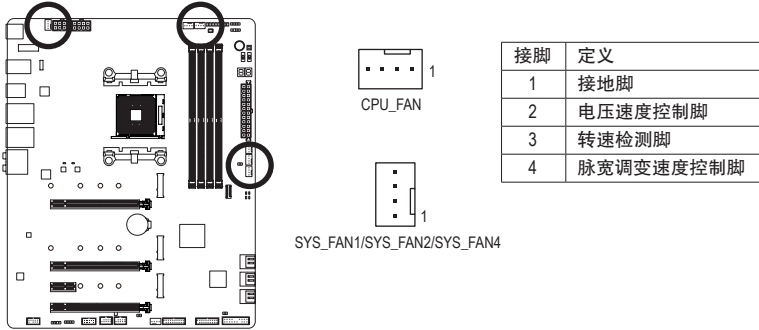 1
CPU_FAN
1
SYS_FAN1/SYS_FAN2/SYS_FAN4
接脚 定义
1 接地脚
2 电压速度控制脚
3 转速检测脚
4 脉宽调变速度控制脚